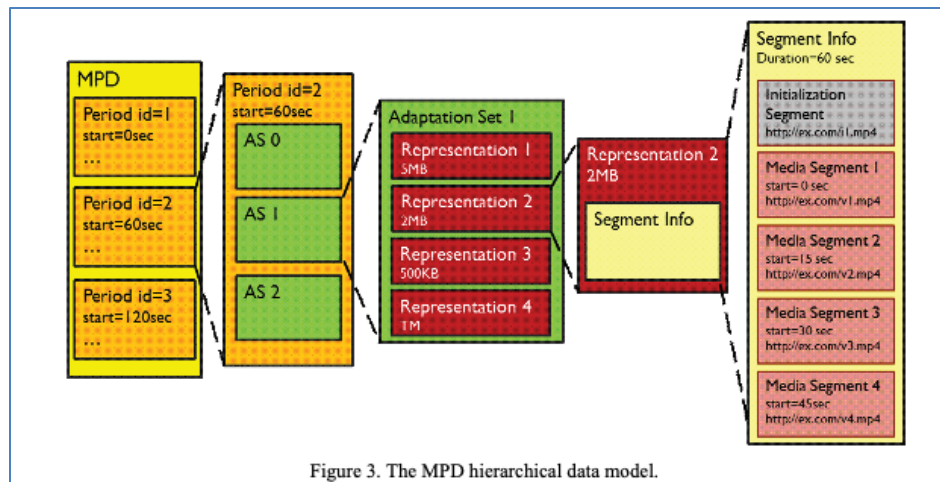 MPD
Period id=1
start=0sec
...
Period id=2
start=60sec
...
Period id=3
start=120sec
...
Period id=2
start=60sec
AS 0
AS 1
AS 2
Adaptation Set 1
Representation 1
5MB
Representation 2
2MB
Representation 3
500KB
Representation 4
1M
Representation 2
2MB
Segment Info
Segment Info
Duration=60 sec
Initialization
Segment
http://ex.com/i1.mp4
Media Segment 1
start= 0 sec
http://ex.com/v1.mp4
Media Segment 2
start=15 sec
http://ex.com/v2.mp4
Media Segment 3
start=30 sec
http://ex.com/v3.mp4
Media Segment 4
start=45sec
http://ex.com/v4.mp4
Figure 3. The MPD hierarchical data model.